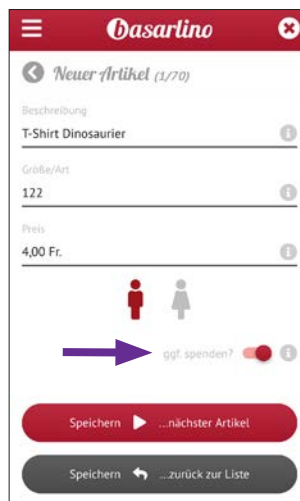 basarlino
Neuer Artikel (1/70)
Beschreibung
T-Shirt Dinosaurier
Größe/Art
122
Preis
4,00 Fr.
ggf. spenden?
Speichern ...nächster Artikel
Speichern ...zurück zur Liste